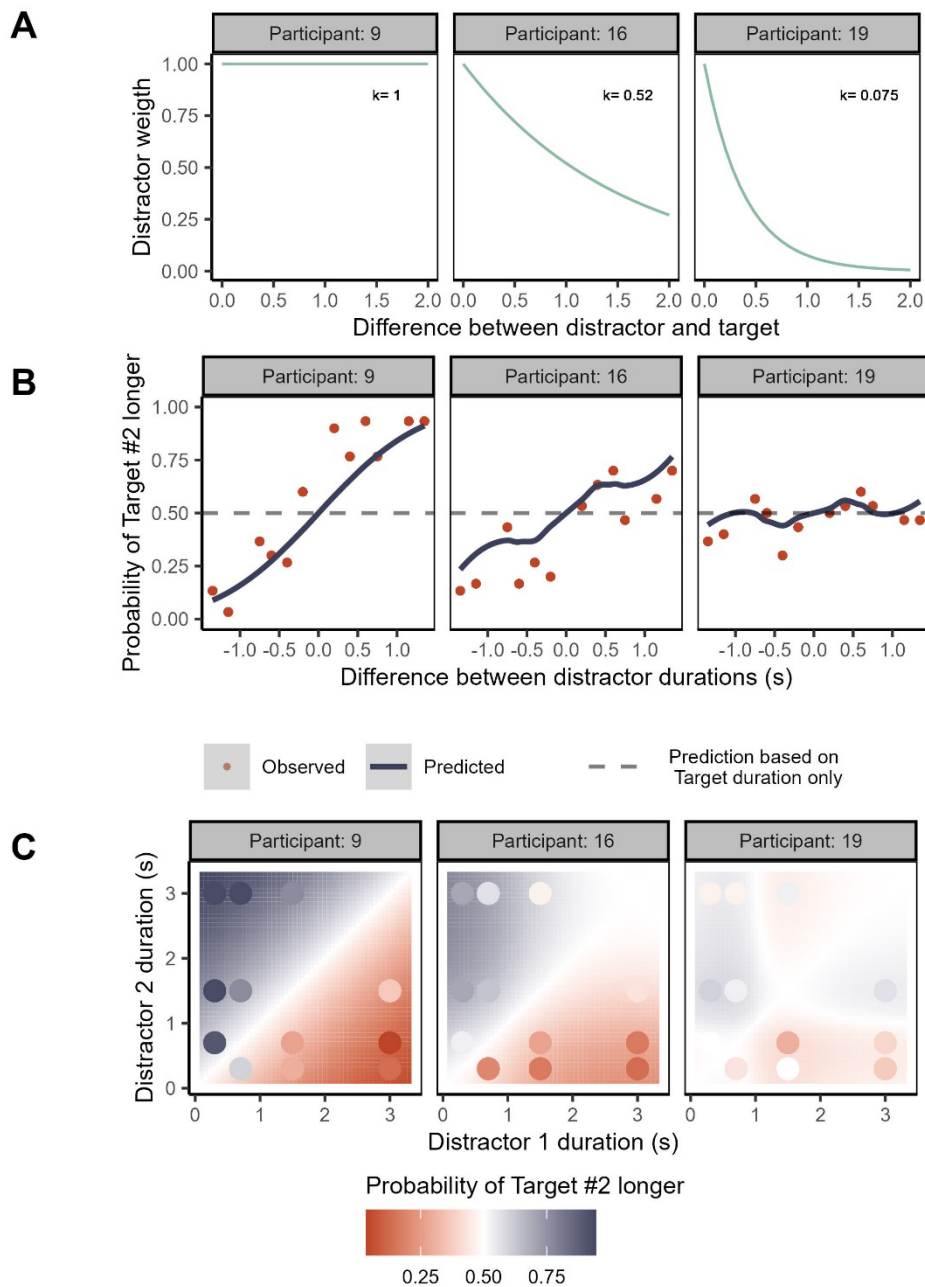 A
Participant: 9 Participant: 16 Participant: 19
Distractor weigth
1.00
0.75
0.50
0.25
0.00
k= 1
k= 0.52
k= 0.075
0.0 0.5 1.0 1.5 2.0 0.0 0.5 1.0 1.5 2.0 0.0 0.5 1.0 1.5 2.0
Difference between distractor and target
B
Participant: 9 Participant: 16 Participant: 19
Probability of Target #2 longer
1.00
0.75
0.50
0.25
0.00
-1.0 -0.5 0.0 0.5 1.0 -1.0 -0.5 0.0 0.5 1.0 -1.0 -0.5 0.0 0.5 1.0
Difference between distractor durations (s)
Observed Predicted Prediction based on
Target duration only
C
Participant: 9 Participant: 16 Participant: 19
Distractor 2 duration (s)
3
2
1
0
0 1 2 3 0 1 2 3 0 1 2 3
Distractor 1 duration (s)
Probability of Target #2 longer
0.25 0.50 0.75